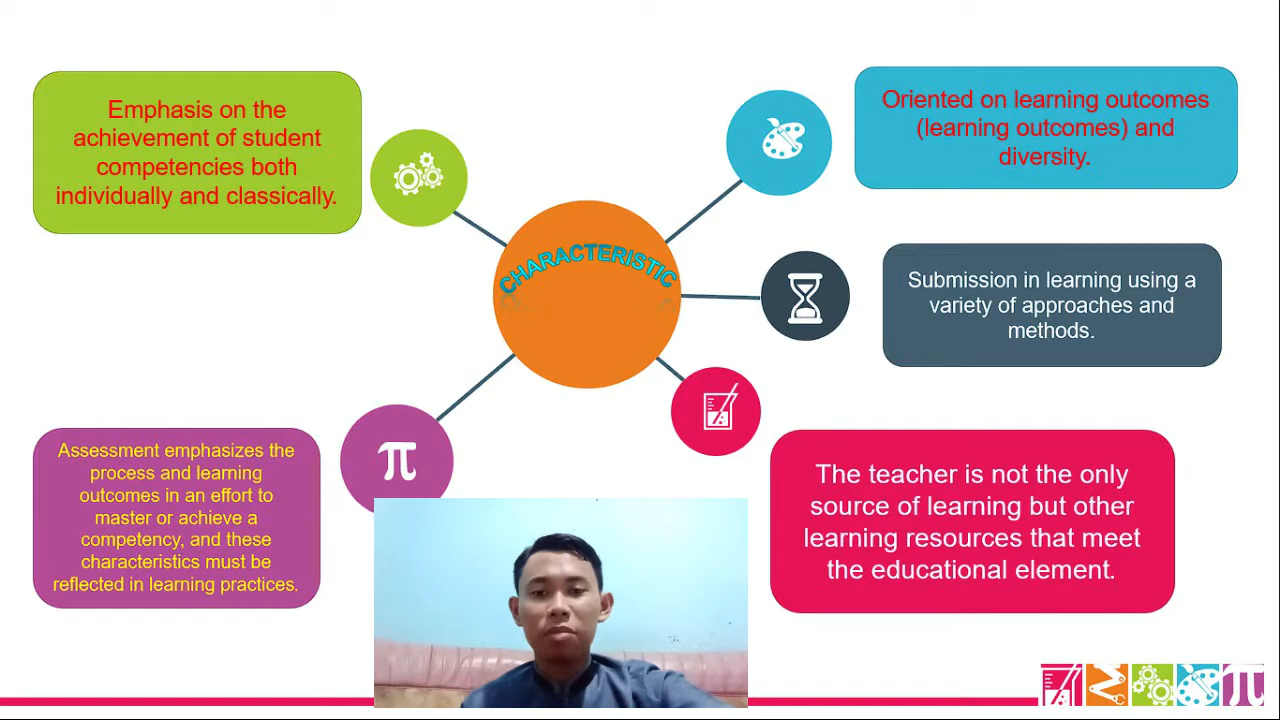 Emphasis on the
achievement of student
competencies both
individually and classically.
Oriented on learning outcomes
(learning outcomes) and
diversity.
CHARACTERISTIC
Submission in learning using a
variety of approaches and
methods.
Assessment emphasizes the
process and learning
outcomes in an effort to
master or achieve a
competency, and these
characteristics must be
reflected in learning practices.
π
The teacher is not the only
source of learning but other
learning resources that meet
the educational element.
π